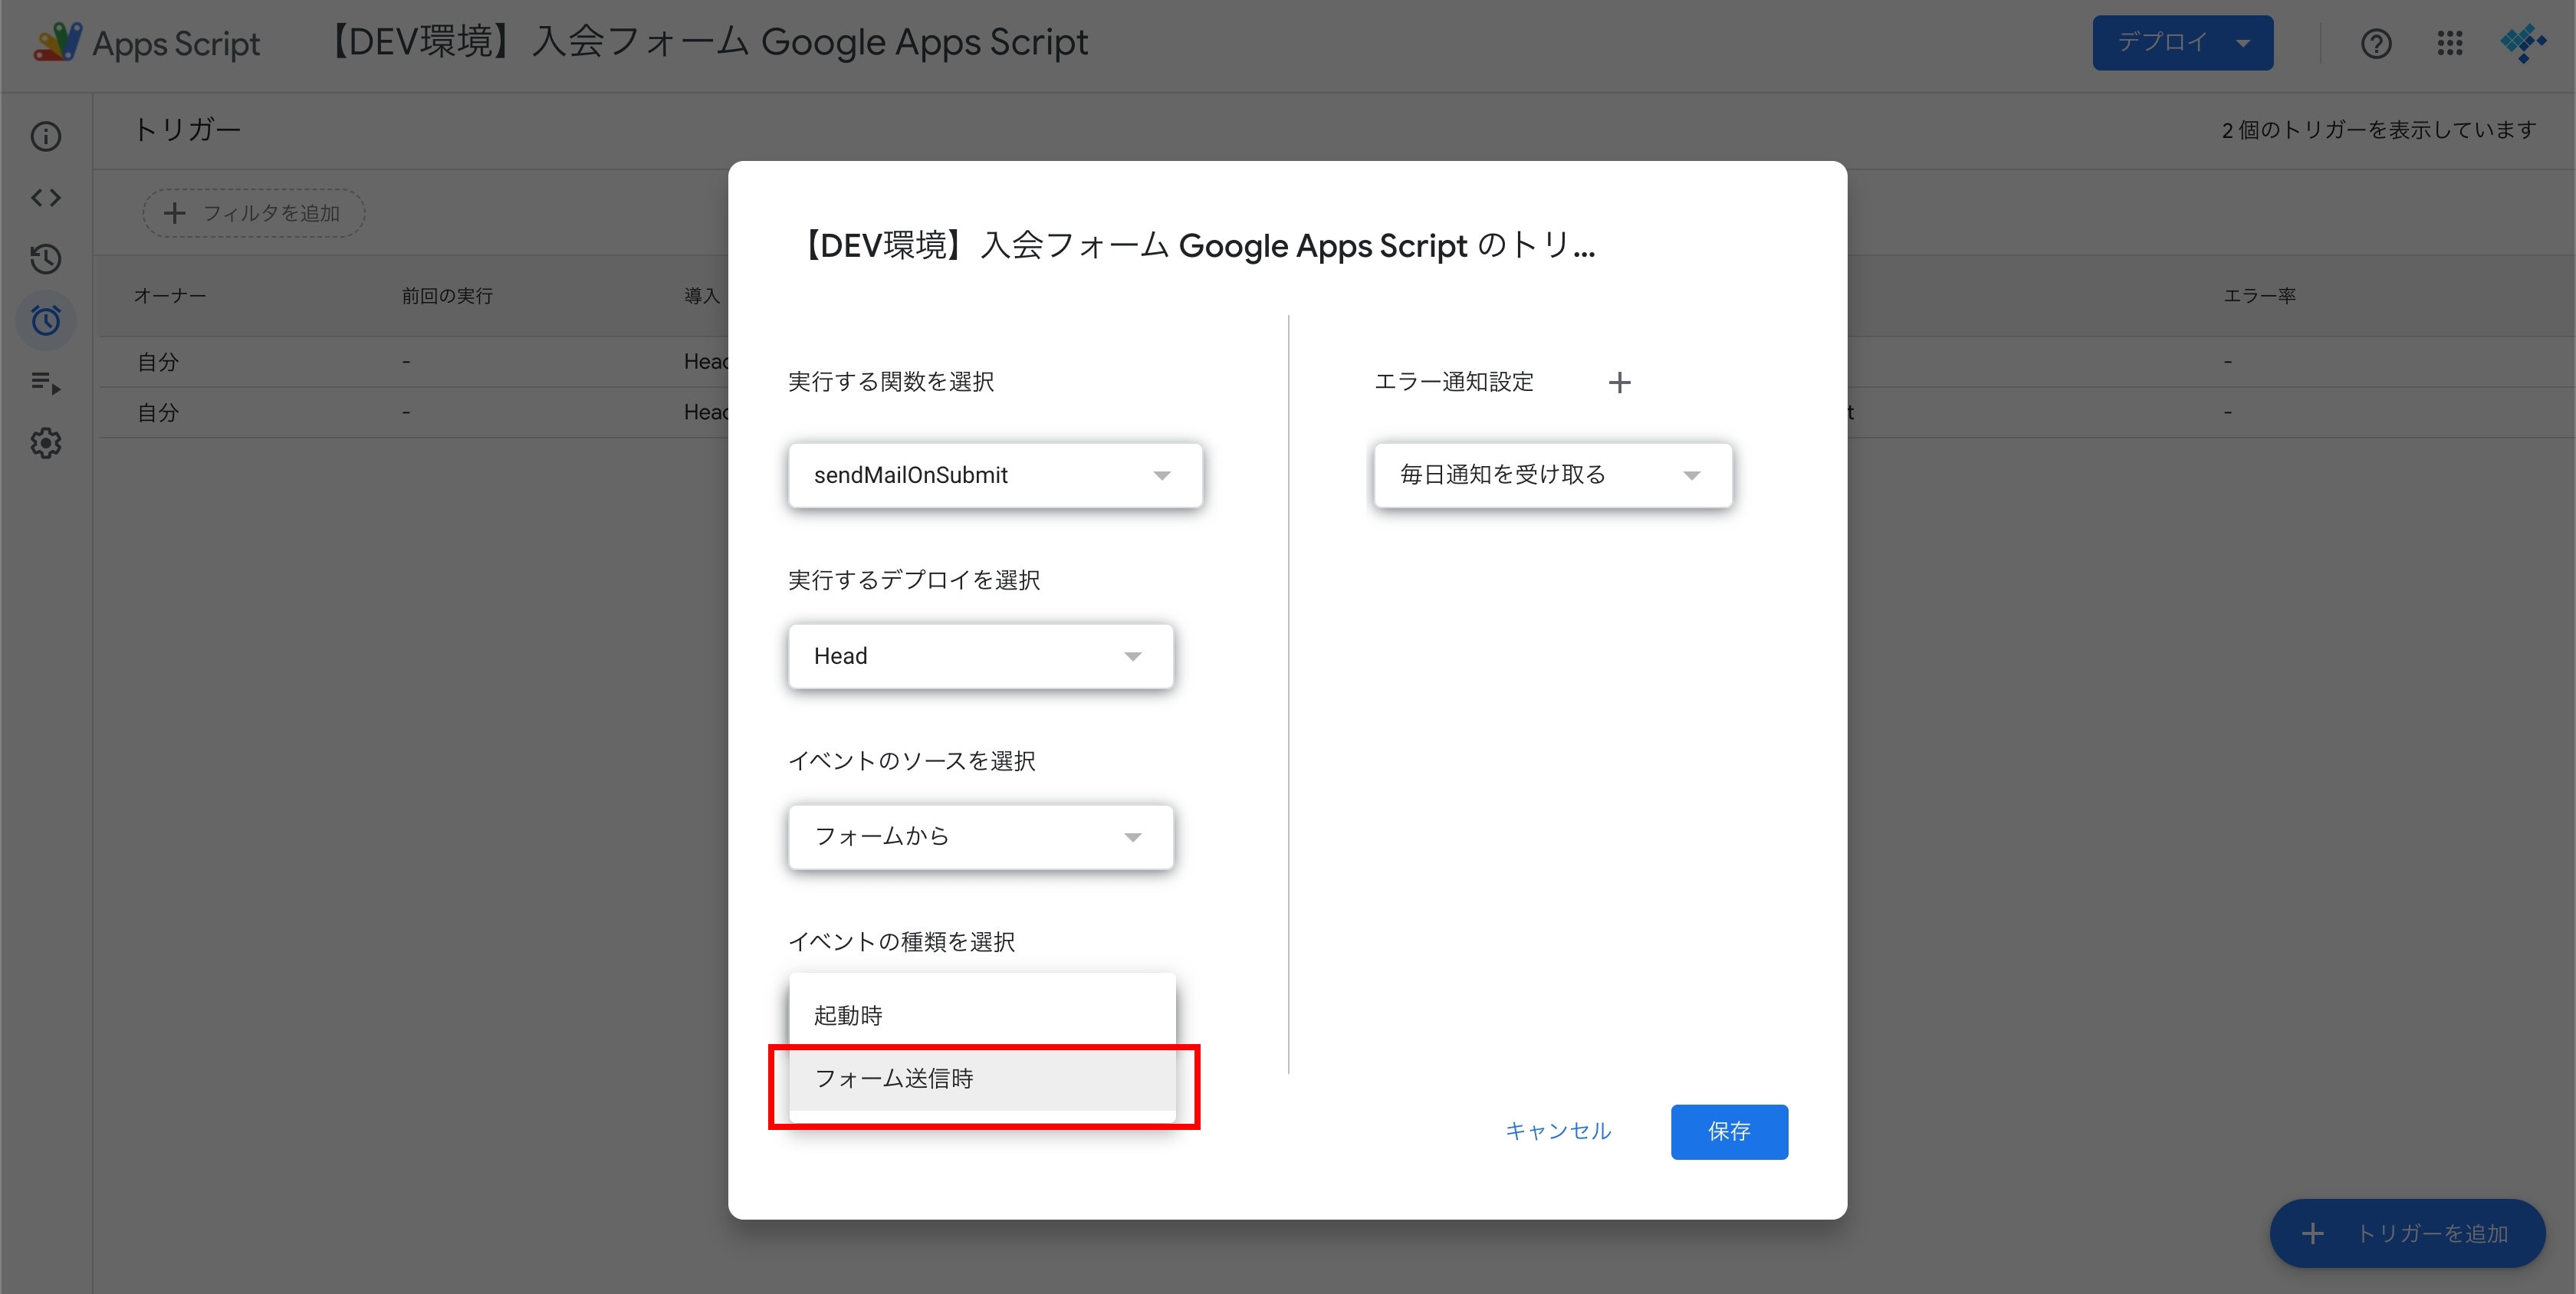 Apps Script
【DEV環境】入会フォーム Google Apps Script
デプロイ
トリガー
2 個のトリガーを表示しています
フィルタを追加
オーナー
前回の実行
導入
エラー率
自分
-
Head
-
自分
-
Head
t
-
【DEV環境】入会フォーム Google Apps Script のトリ...
実行する関数を選択
sendMailOnSubmit
実行するデプロイを選択
Head
イベントのソースを選択
フォームから
イベントの種類を選択
起動時
フォーム送信時
エラー通知設定
毎日通知を受け取る
キャンセル
保存
トリガーを追加